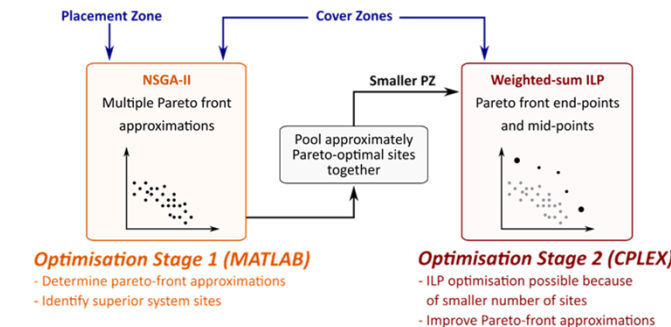 Placement Zone
Cover Zones
NSGA-II
Multiple Pareto front
approximations
Smaller PZ
Pool approximately
Pareto-optimal sites
together
Weighted-sum ILP
Pareto front end-points
and mid-points
Optimisation Stage 1 (MATLAB)
- Determine pareto-front approximations
- Identify superior system sites
Optimisation Stage 2 (CPLEX)
- ILP optimisation possible because
of smaller number of sites
- Improve Pareto-front approximations